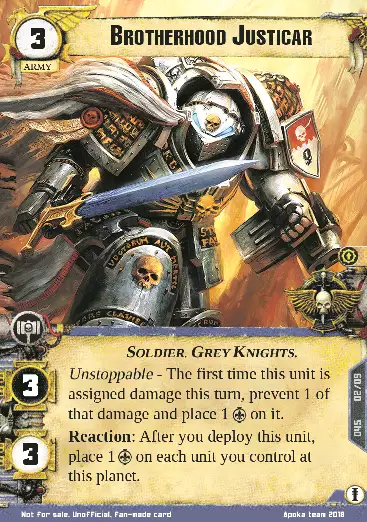 3
BROTHERHOOD JUSTICAR
ARMY
9
SOLDIER. GREY KNIGHTS.
3
Unstoppable - The first time this unit is
assigned damage this turn, prevent 1 of
that damage and place 1 on it.
3
Reaction: After you deploy this unit,
place 1 on each unit you control at
this planet.
045 02/09
Not for sale. Unofficial. Fan-made card
Apoka team 2018